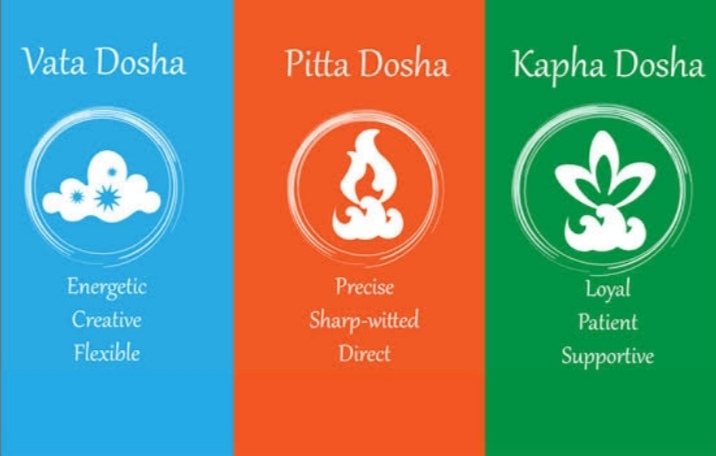 Vata Dosha
Energetic
Creative
Flexible
Pitta Dosha
Precise
Sharp-witted
Direct
Kapha Dosha
Loyal
Patient
Supportive